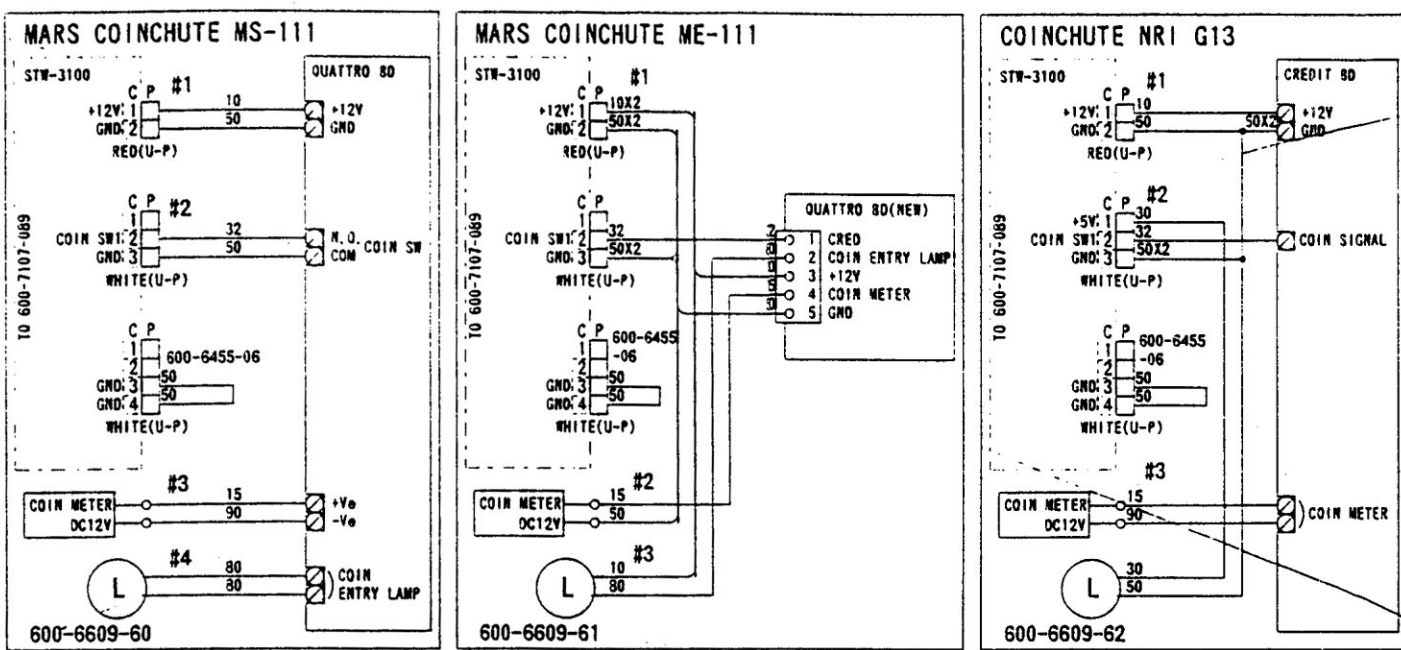 MARS COINCHUTE MS-111
STW-3100
QUATTRO BD
C P #1
+12V 1 10 +12V
GND 2 50 GND
RED(U-P)
C P #2
1
COIN SW1 2 32 N.O. COIN SW
GND 3 50 COM
WHITE(U-P)
TO 600-7107-089
C P
1
2 600-6455-06
GND 3 50
GND 4 50
WHITE(U-P)
#3
COIN METER 15 +Ve
DC12V 90 -Ve
#4
L 80 COIN
80 ENTRY LAMP
600-6609-60
MARS COINCHUTE ME-111
STW-3100
C P #1
+12V 1 10X2
GND 2 50X2
RED(U-P)
C P
1
COIN SW1 2 32
GND 3 50X2
WHITE(U-P)
TO 600-7107-089
QUATTRO BD(NEW)
1 CRED
2 COIN ENTRY LAMP
3 +12V
4 COIN METER
5 GND
C P
1 600-6455
2 -06
GND 3 50
GND 4 50
WHITE(U-P)
#2
COIN METER 15
DC12V 50
#3
L 10
80
600-6609-61
COINCHUTE NRI G13
STW-3100
CREDIT BD
C P #1
+12V 1 10 +12V
GND 2 50 50X2 GND
RED(U-P)
C P #2
+5V 1 30
COIN SW1 2 32 COIN SIGNAL
GND 3 50X2
WHITE(U-P)
TO 600-7107-089
C P
1 600-6455
2 -06
GND 3 50
GND 4 50
WHITE(U-P)
#3
COIN METER 15 COIN METER
DC12V 90
L 30
50
600-6609-62